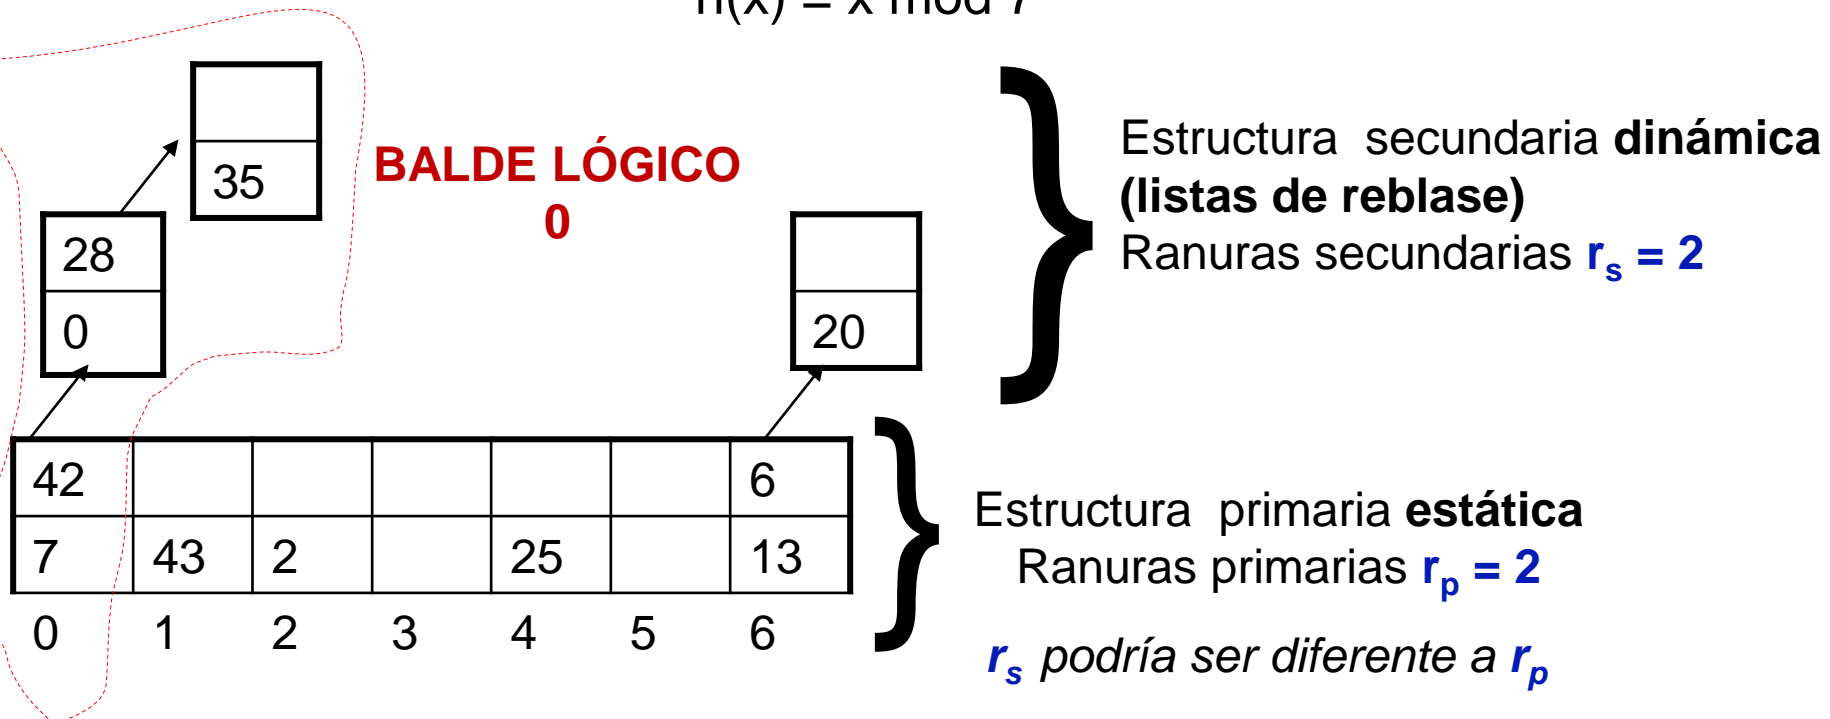 h(x) = x mod 7
35
BALDE LÓGICO
0
28
0
20
Estructura secundaria dinámica
(listas de reblase)
Ranuras secundarias rs = 2
42 6
7 43 2 25 13
0 1 2 3 4 5 6
Estructura primaria estática
Ranuras primarias rp = 2
rs podría ser diferente a rp